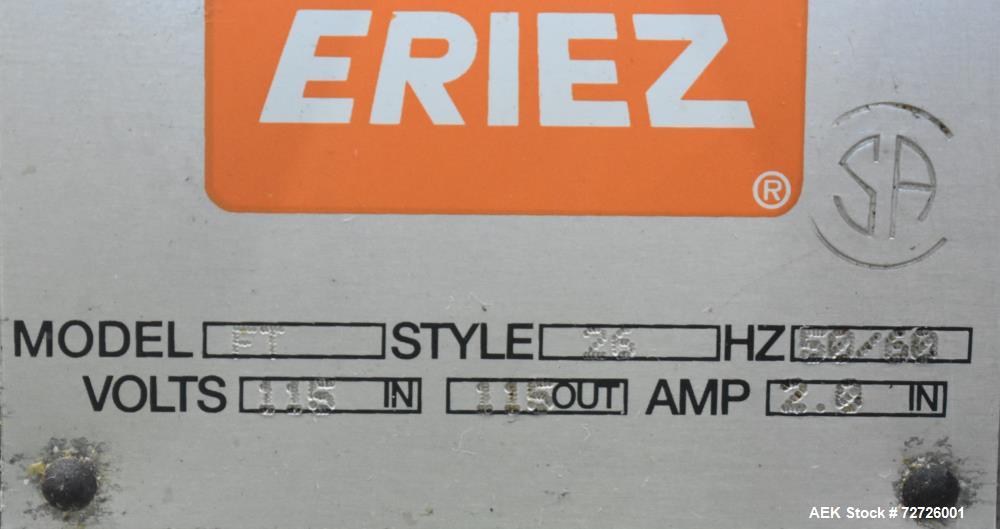 ERIEZ
®
SA
MODEL FT STYLE 26 HZ 50/60
VOLTS 115 IN 115 OUT AMP 2.0 IN
AEK Stock # 72726001